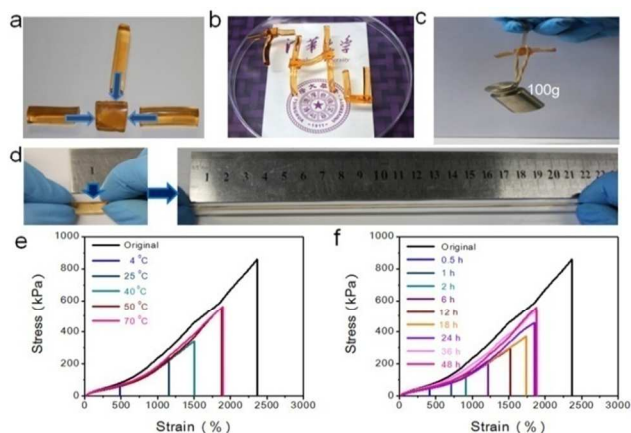 a
b
c
100g
d
1
1 2 3 4 5 6 7 8 9 10 11 12 13 14 15 16 17 18 19 20 21 22 23
e
1000
800
600
400
200
0
Stress (kPa)
Original
4 °C
25 °C
40 °C
50 °C
70 °C
0 500 1000 1500 2000 2500 3000
Strain (%)
f
1000
800
600
400
200
0
Stress (kPa)
Original
0.5 h
1 h
2 h
6 h
12 h
18 h
24 h
36 h
48 h
0 500 1000 1500 2000 2500 3000
Strain (%)